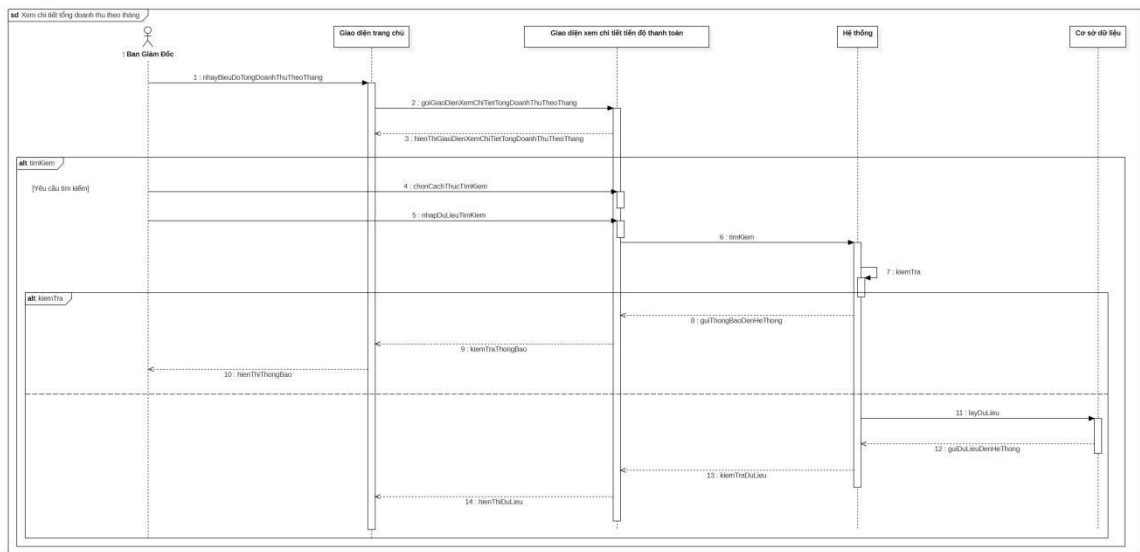 sd Xem chi tiết tổng doanh thu theo tháng
: Ban Giám Đốc
Giao diện trang chủ
Giao diện xem chi tiết tiến độ thanh toán
Hệ thống
Cơ sở dữ liệu
1 : nhayBieuDoTongDoanhThuTheoThang
2 : goiGiaoDienXemChiTietTongDoanhThuTheoThang
3 : hienThiGiaoDienXemChiTietTongDoanhThuTheoThang
alt timKiem
[Yêu cầu tìm kiếm]
4 : chonCachThucTimKiem
5 : nhapDuLieuTimKiem
6 : timKiem
7 : kiemTra
alt kiemTra
8 : guiThongBaoDenHeThong
9 : kiemTraThongBao
10 : hienThiThongBao
11 : layDuLieu
12 : guiDuLieuDenHeThong
13 : kiemTraDuLieu
14 : hienThiDuLieu